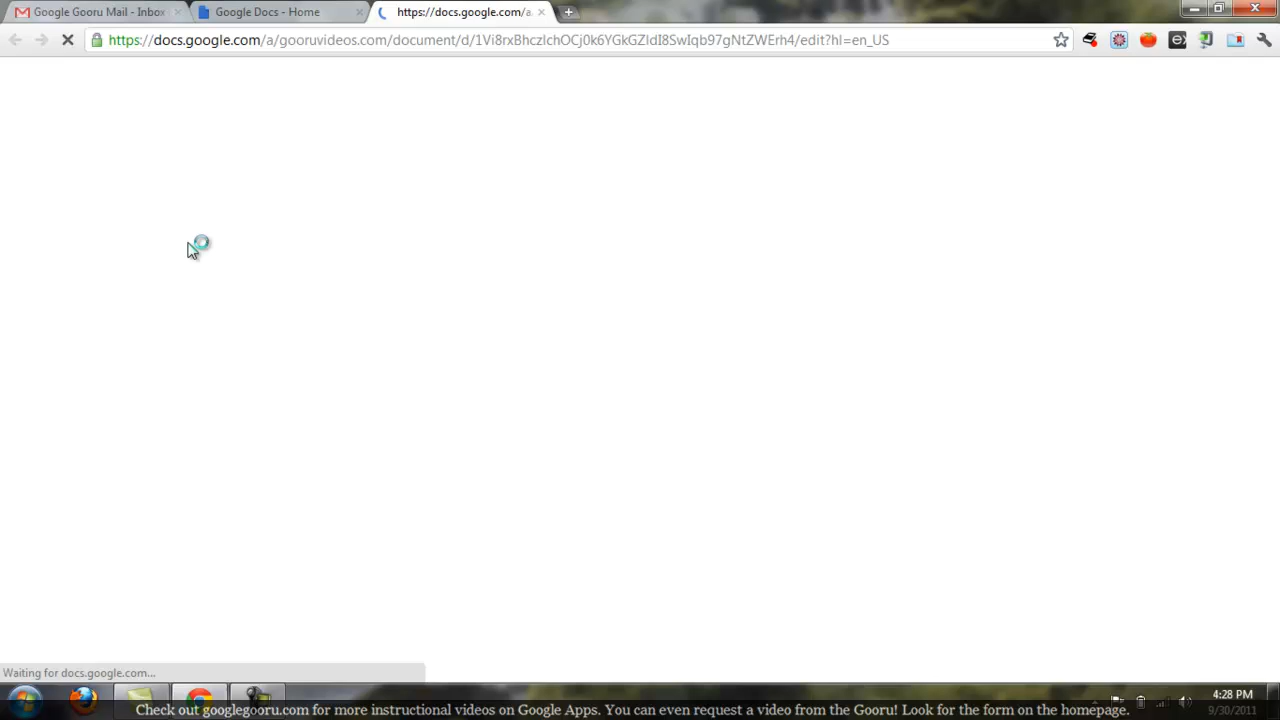 Google Gooru Mail - Inbox
Google Docs - Home
https://docs.google.com/a
https://docs.google.com/a/gooruvideos.com/document/d/1Vi8rxBhczlchOCj0k6YGkGZldI8SwIqb97gNtZWErh4/edit?hl=en_US
Waiting for docs.google.com...
4:28 PM
9/30/2011
Check out googlegooru.com for more instructional videos on Google Apps. You can even request a video from the Gooru! Look for the form on the homepage.